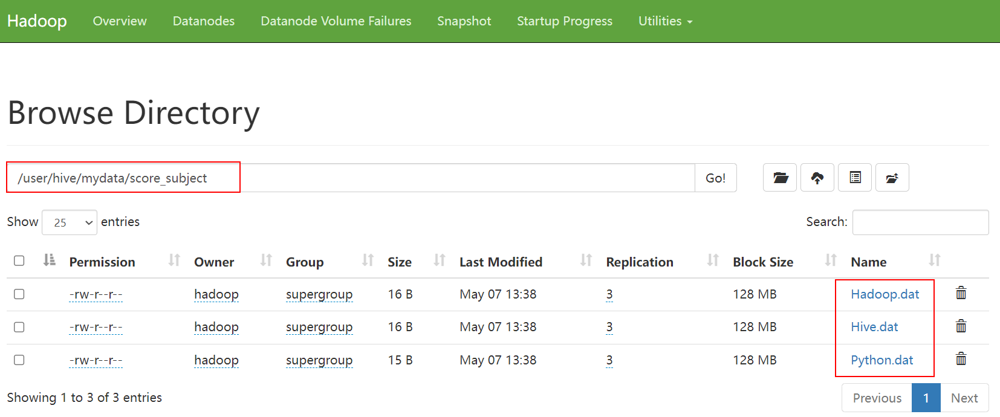 Hadoop Overview Datanodes Datanode Volume Failures Snapshot Startup Progress Utilities
Browse Directory
/user/hive/mydata/score_subject Go!
Show 25 entries Search:
Permission Owner Group Size Last Modified Replication Block Size Name
-rw-r--r-- hadoop supergroup 16 B May 07 13:38 3 128 MB Hadoop.dat
-rw-r--r-- hadoop supergroup 16 B May 07 13:38 3 128 MB Hive.dat
-rw-r--r-- hadoop supergroup 15 B May 07 13:38 3 128 MB Python.dat
Showing 1 to 3 of 3 entries Previous 1 Next